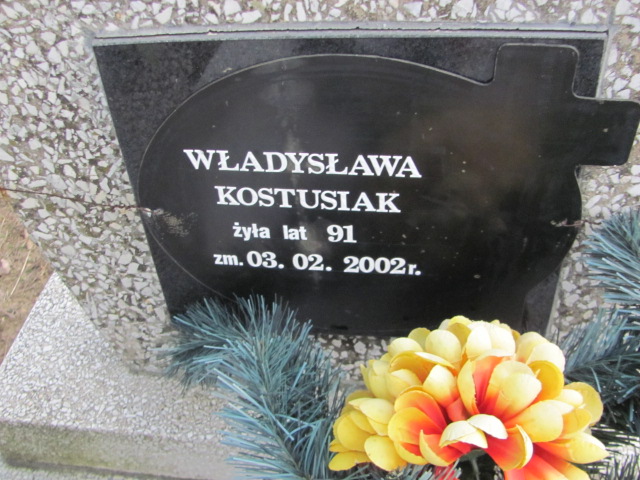 WŁADYSŁAWA
KOSTUSIAK
żyła lat 91
zm. 03. 02. 2002 r.